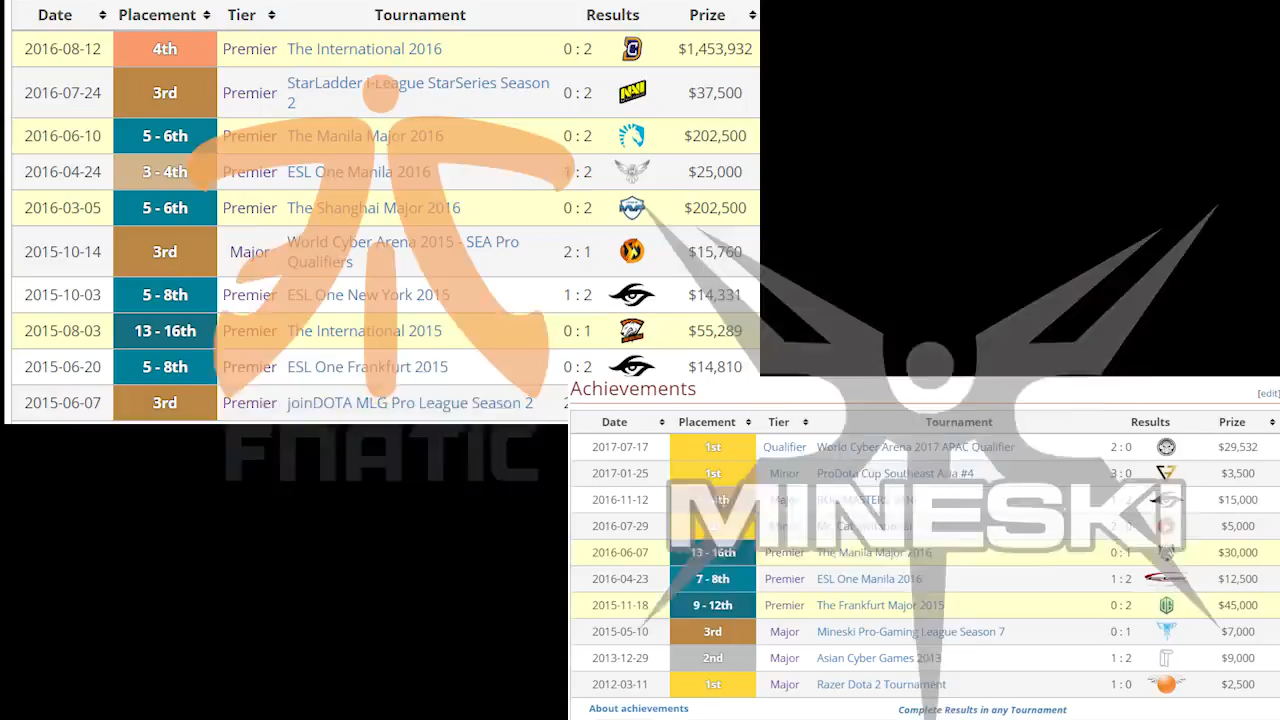 Date Placement Tier Tournament Results Prize
2016-08-12 4th Premier The International 2016 0 : 2 $1,453,932
2016-07-24 3rd Premier StarLadder i-League StarSeries Season 2 0 : 2 $37,500
2016-06-10 5 - 6th Premier The Manila Major 2016 0 : 2 $202,500
2016-04-24 3 - 4th Premier ESL One Manila 2016 : 2 $25,000
2016-03-05 5 - 6th Premier The Shanghai Major 2016 0 : 2 $202,500
2015-10-14 3rd Major World Cyber Arena 2015 - SEA Pro Qualifiers 2 : 1 $15,760
2015-10-03 5 - 8th Premier ESL One New York 2015 1 : 2 $14,331
2015-08-03 13 - 16th Premier The International 2015 0 : 1 $55,289
2015-06-20 5 - 8th Premier ESL One Frankfurt 2015 0 : 2 $14,810
2015-06-07 3rd Premier joinDOTA MLG Pro League Season 2
FNATIC
Achievements [edit]
Date Placement Tier Tournament Results Prize
2017-07-17 1st Qualifier World Cyber Arena 2017 APAC Qualifier 2 : 0 $29,532
2017-01-25 1st Minor ProDota Cup Southeast Asia #4 3 : 0 $3,500
2016-11-12 Major : 2 $15,000
2016-07-29 $5,000
2016-06-07 13 - 16th Premier The Manila Major 2016 0 : 1 $30,000
2016-04-23 7 - 8th Premier ESL One Manila 2016 1 : 2 $12,500
2015-11-18 9 - 12th Premier The Frankfurt Major 2015 0 : 2 $45,000
2015-05-10 3rd Major Mineski Pro-Gaming League Season 7 0 : 1 $7,000
2013-12-29 2nd Major Asian Cyber Games 2013 1 : 2 $9,000
2012-03-11 1st Major Razer Dota 2 Tournament 1 : 0 $2,500
About achievements Complete Results in any Tournament
MINESKI